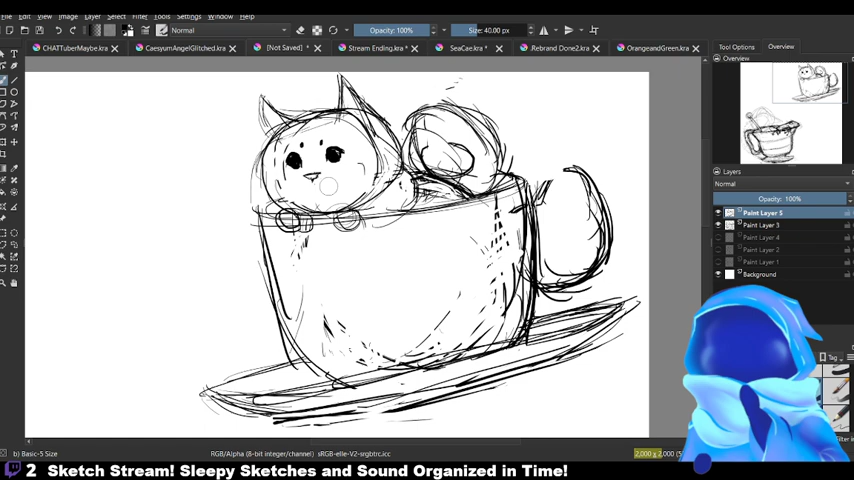 File Edit View Image Layer Select Filter Tools Settings Window Help
Normal
Opacity: 100%
Size: 40.00 px
CHATTuberMaybe.kra
CaesyumAngelGlitched.kra
[Not Saved] *
Stream Ending.kra *
SeaCae.kra *
.Rebrand Done2.kra
OrangeandGreen.kra
Tool Options
Overview
Overview
Layers
Normal
Opacity: 100%
Paint Layer 5
Paint Layer 3
Paint Layer 4
Paint Layer 2
Paint Layer 1
Background
Tag
b) Basic-5 Size
RGB/Alpha (8-bit integer/channel) sRGB-elle-V2-srgbtrc.icc
2 Sketch Stream! Sleepy Sketches and Sound Organized in Time!